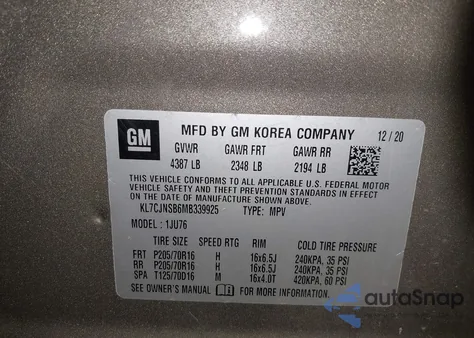 GM
MFD BY GM KOREA COMPANY 12/20
GVWR GAWR FRT GAWR RR
4387 LB 2348 LB 2194 LB
THIS VEHICLE CONFORMS TO ALL APPLICABLE U.S. FEDERAL MOTOR
VEHICLE SAFETY AND THEFT PREVENTION STANDARDS IN EFFECT
ON THE DATE OF MANUFACTURE SHOWN ABOVE.
KL7CJNSB6MB339925 TYPE: MPV
MODEL: 1JU76
TIRE SIZE SPEED RTG RIM COLD TIRE PRESSURE
FRT P205/70R16 H 16x6.5J 240KPA, 35 PSI
RR P205/70R16 H 16x6.5J 240KPA, 35 PSI
SPA T125/70D16 M 16x4.0T 420KPA, 60 PSI
SEE OWNER'S MANUAL FOR MORE INFORMATION.
autoSnap